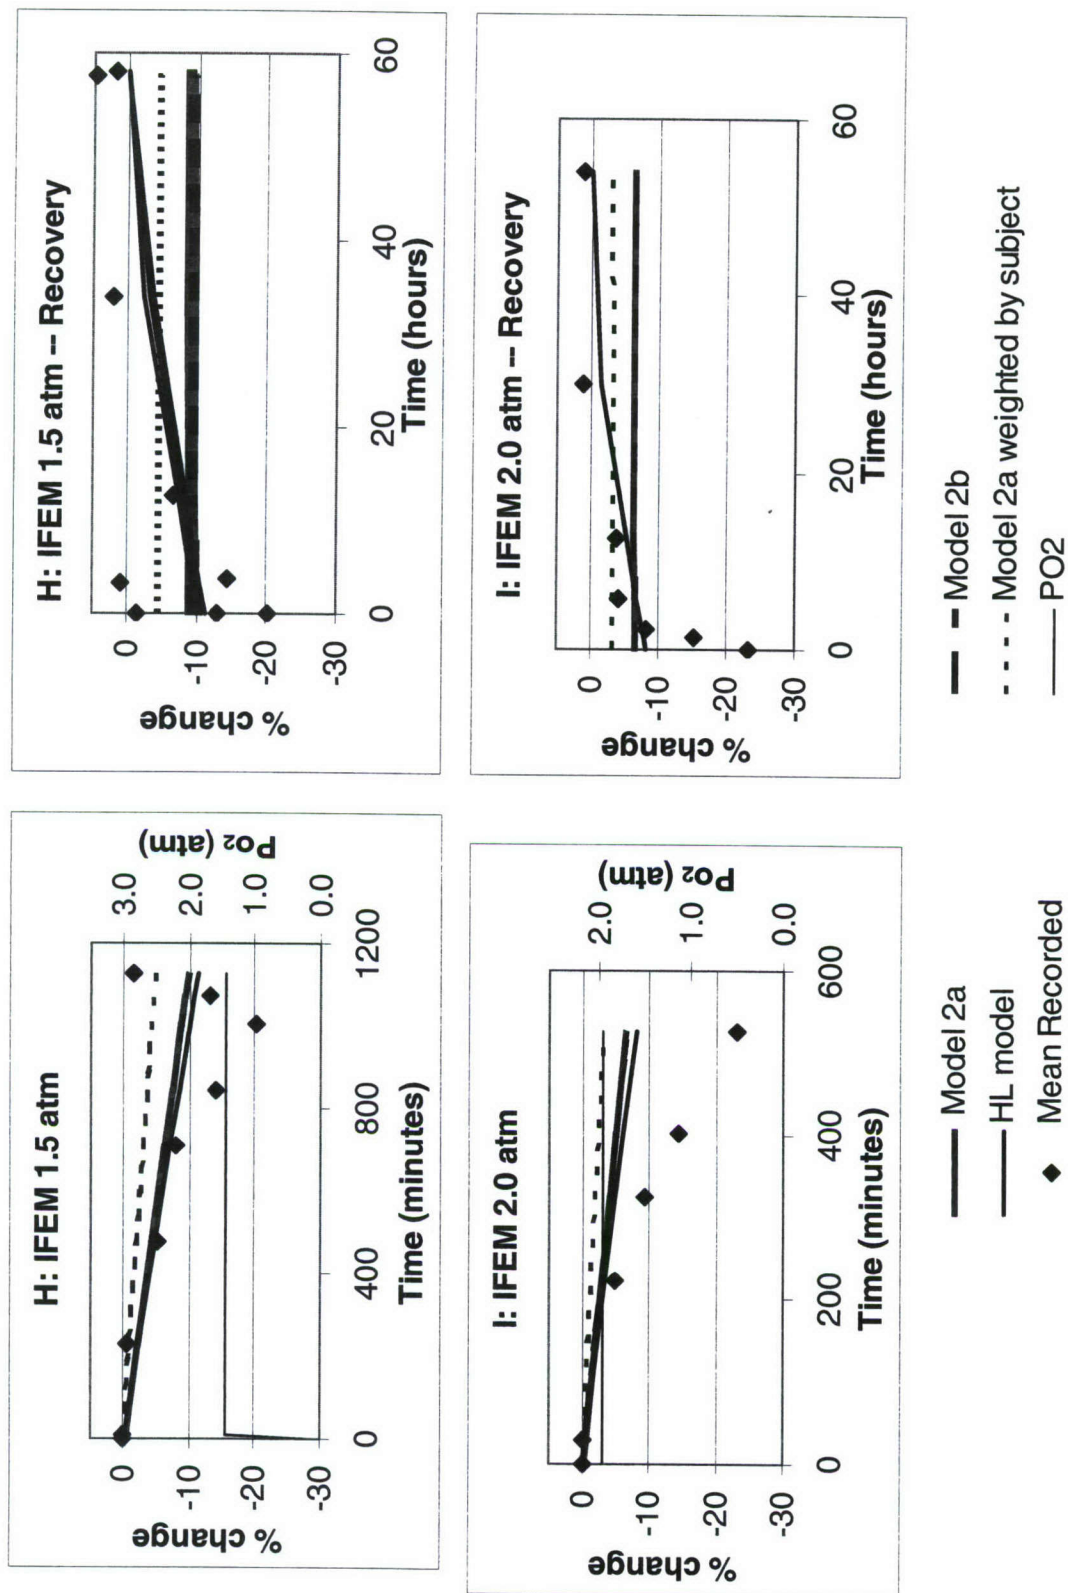 H: IFEM 1.5 atm
% change
0
-10
-20
-30
0
400
800
1200
Time (minutes)
3.0
2.0
1.0
0.0
Po2 (atm)
H: IFEM 1.5 atm -- Recovery
% change
0
-10
-20
-30
0
20
40
60
Time (hours)
I: IFEM 2.0 atm
% change
0
-10
-20
-30
0
200
400
600
Time (minutes)
2.0
1.0
0.0
Po2 (atm)
I: IFEM 2.0 atm -- Recovery
% change
0
-10
-20
-30
0
20
40
60
Time (hours)
Model 2a
HL model
Mean Recorded
Model 2b
Model 2a weighted by subject
PO2